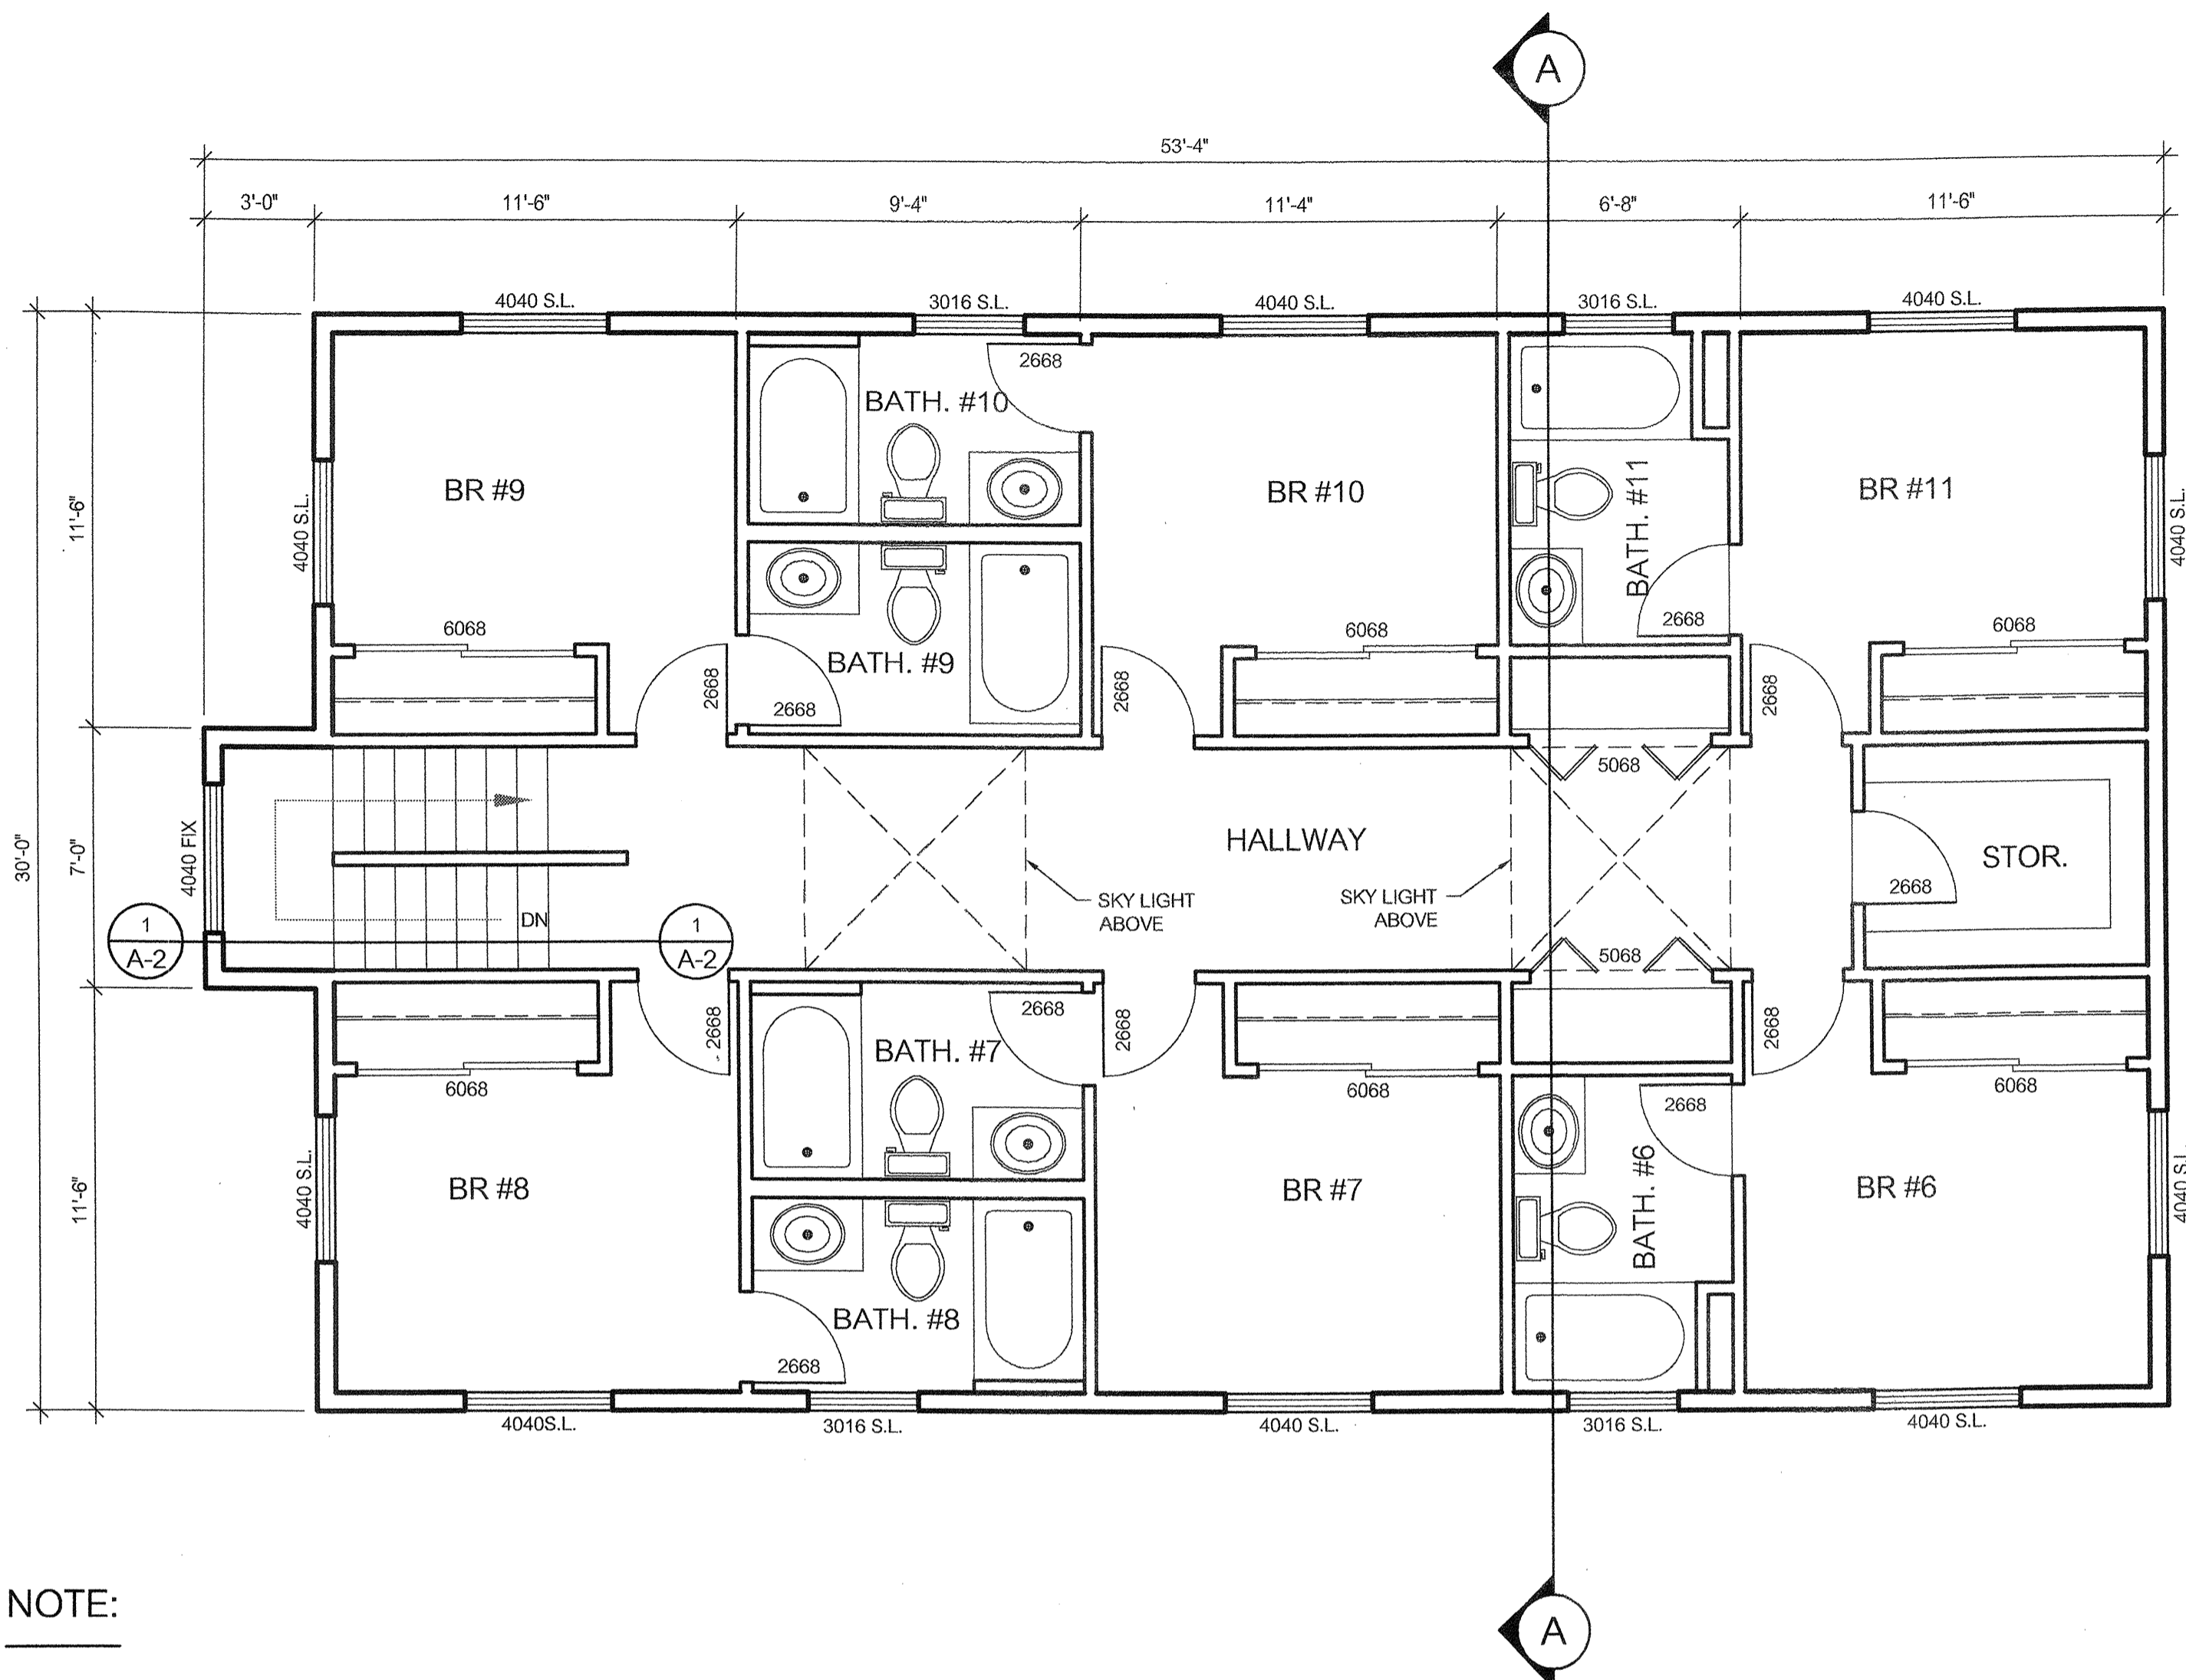 A
53'-4"
3'-0"
11'-6"
9'-4"
11'-4"
6'-8"
11'-6"
4040 S.L.
3016 S.L.
4040 S.L.
3016 S.L.
4040 S.L.
2668
BATH. #10
BR #9
BR #10
BATH. #11
BR #11
4040 S.L.
4040 S.L.
11'-6"
6068
BATH. #9
2668
2668
2668
6068
2668
2668
6068
5068
30'-0"
7'-0"
4040 FIX
HALLWAY
STOR.
2668
SKY LIGHT
ABOVE
SKY LIGHT
ABOVE
DN
1
A-2
1
A-2
5068
2668
2668
2668
2668
BATH. #7
6068
6068
2668
6068
11'-6"
4040 S.L.
BR #8
BR #7
BATH. #6
BR #6
4040 S.L.
BATH. #8
2668
4040S.L.
3016 S.L.
4040 S.L.
3016 S.L.
4040 S.L.
NOTE:
A